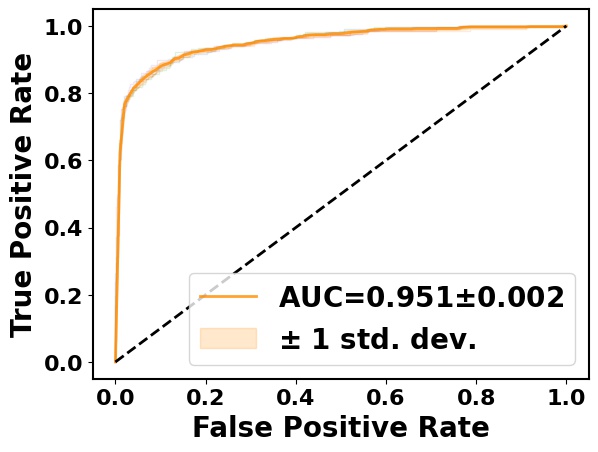 1.0
0.8
0.6
0.4
0.2
0.0
True Positive Rate
AUC=0.951±0.002
± 1 std. dev.
0.0 0.2 0.4 0.6 0.8 1.0
False Positive Rate